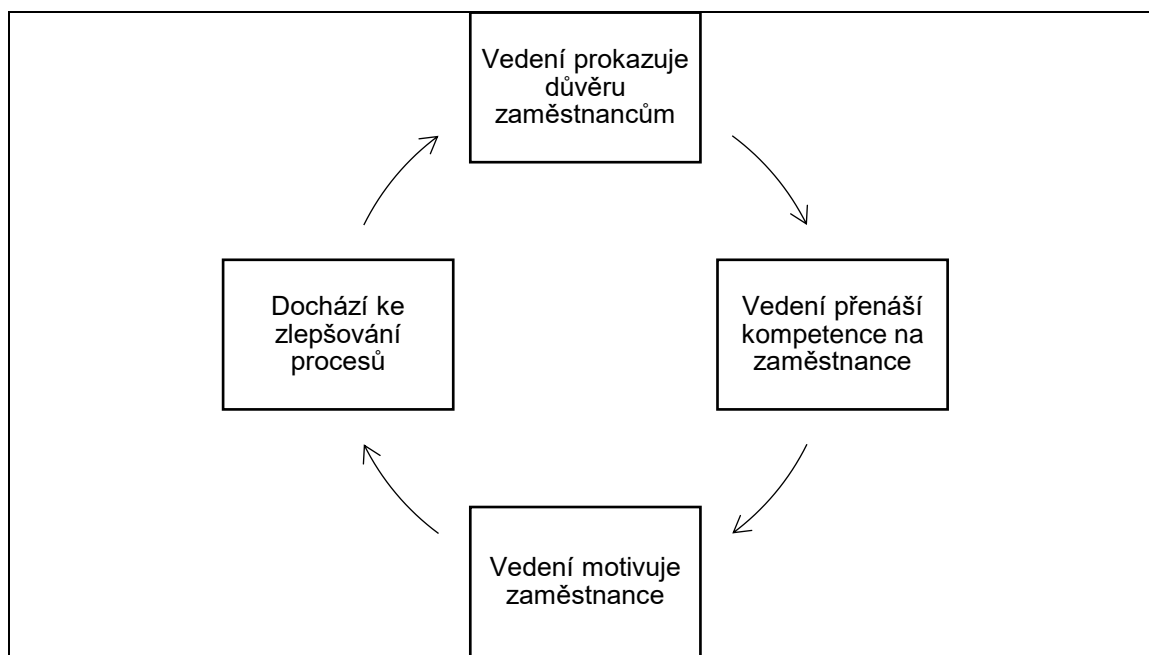 Vedení prokazuje
důvěru
zaměstnancům
Vedení přenáší
kompetence na
zaměstnance
Vedení motivuje
zaměstnance
Dochází ke
zlepšování
procesů